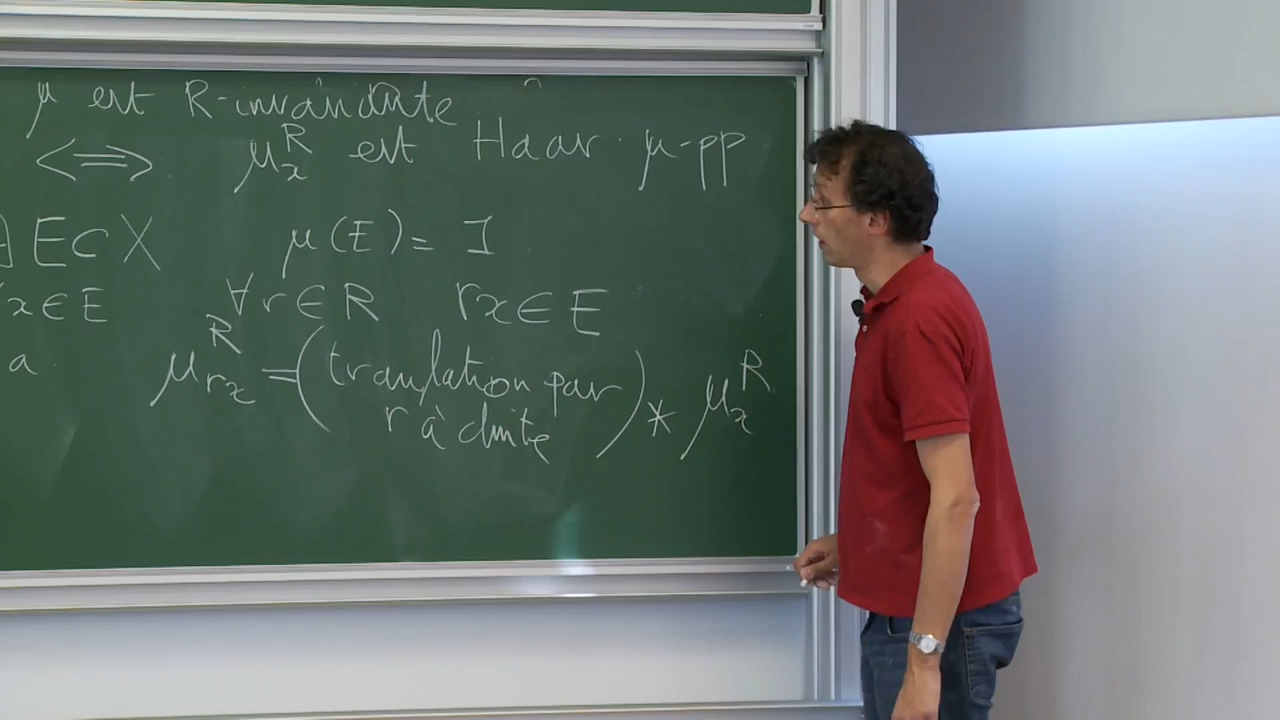 μ est R-invariante
⟺ μ_x^R est Haar μ-pp
∃ E ⊂ X μ(E) = 1
∀x ∈ E ∀r ∈ R rx ∈ E
a μ_{rx}^R = (translation par r à droite)_* μ_x^R